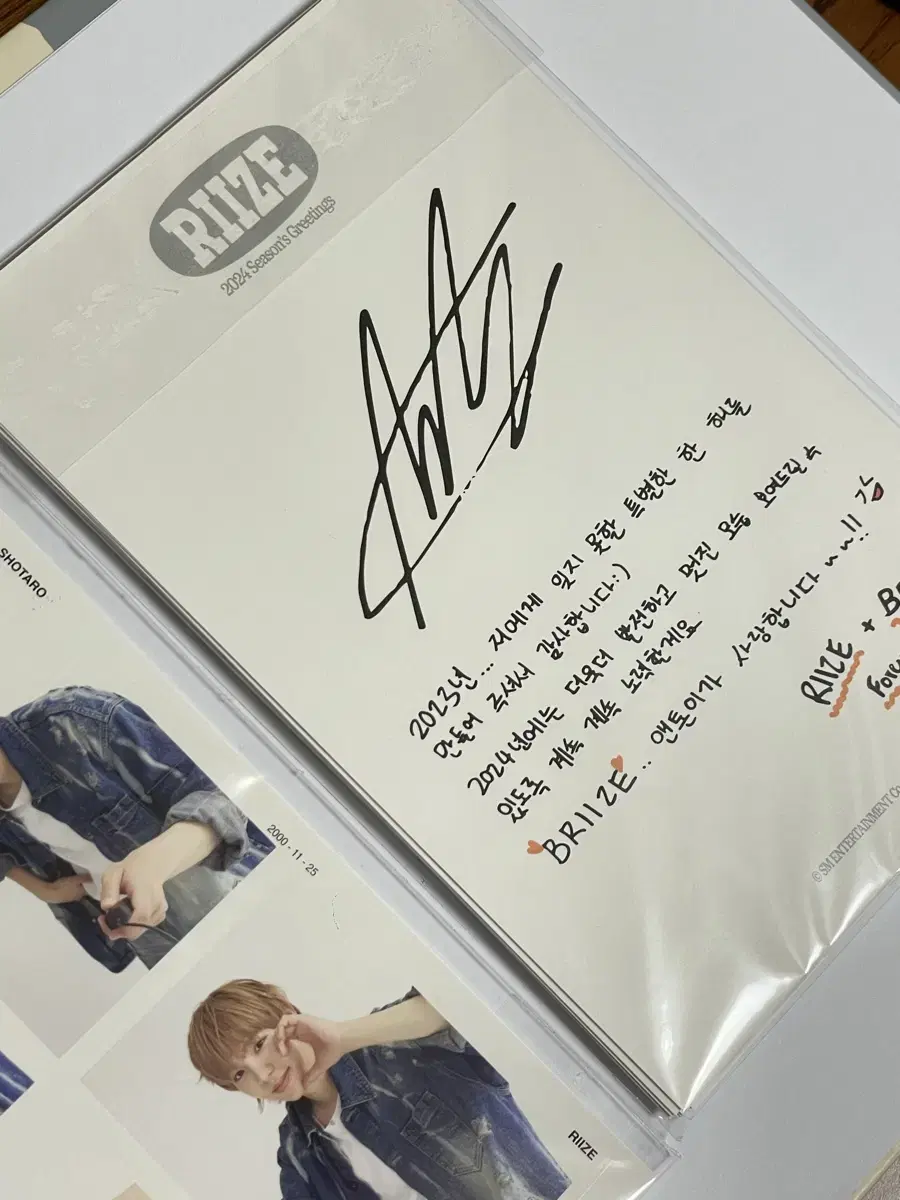 RIIZE
2024 Season's Greetings
2023년... 저에게 잊지 못할 특별한 한 해를
만들어 주셔서 감사합니다:)
2024년에는 더욱더 발전하고 멋진 모습 보여드릴 수
있도록 계속 계속 노력할게요
BRIIZE.. 앤톤이가 사랑합니다~~!!
RIIZE +
© SM ENTERTAINMENT
SHOTARO
2000 - 11 - 25
RIIZE